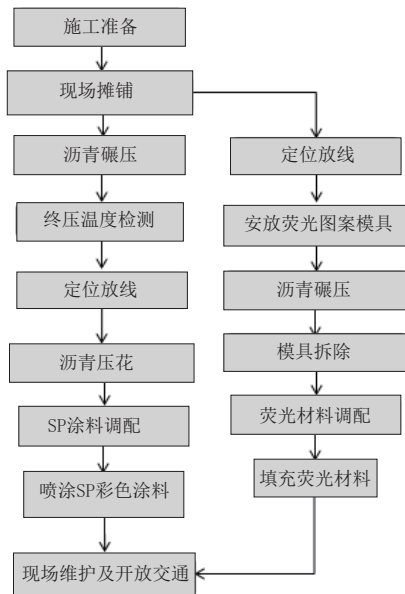 施工准备
现场摊铺
沥青碾压
终压温度检测
定位放线
沥青压花
SP涂料调配
喷涂SP彩色涂料
现场维护及开放交通
定位放线
安放荧光图案模具
沥青碾压
模具拆除
荧光材料调配
填充荧光材料